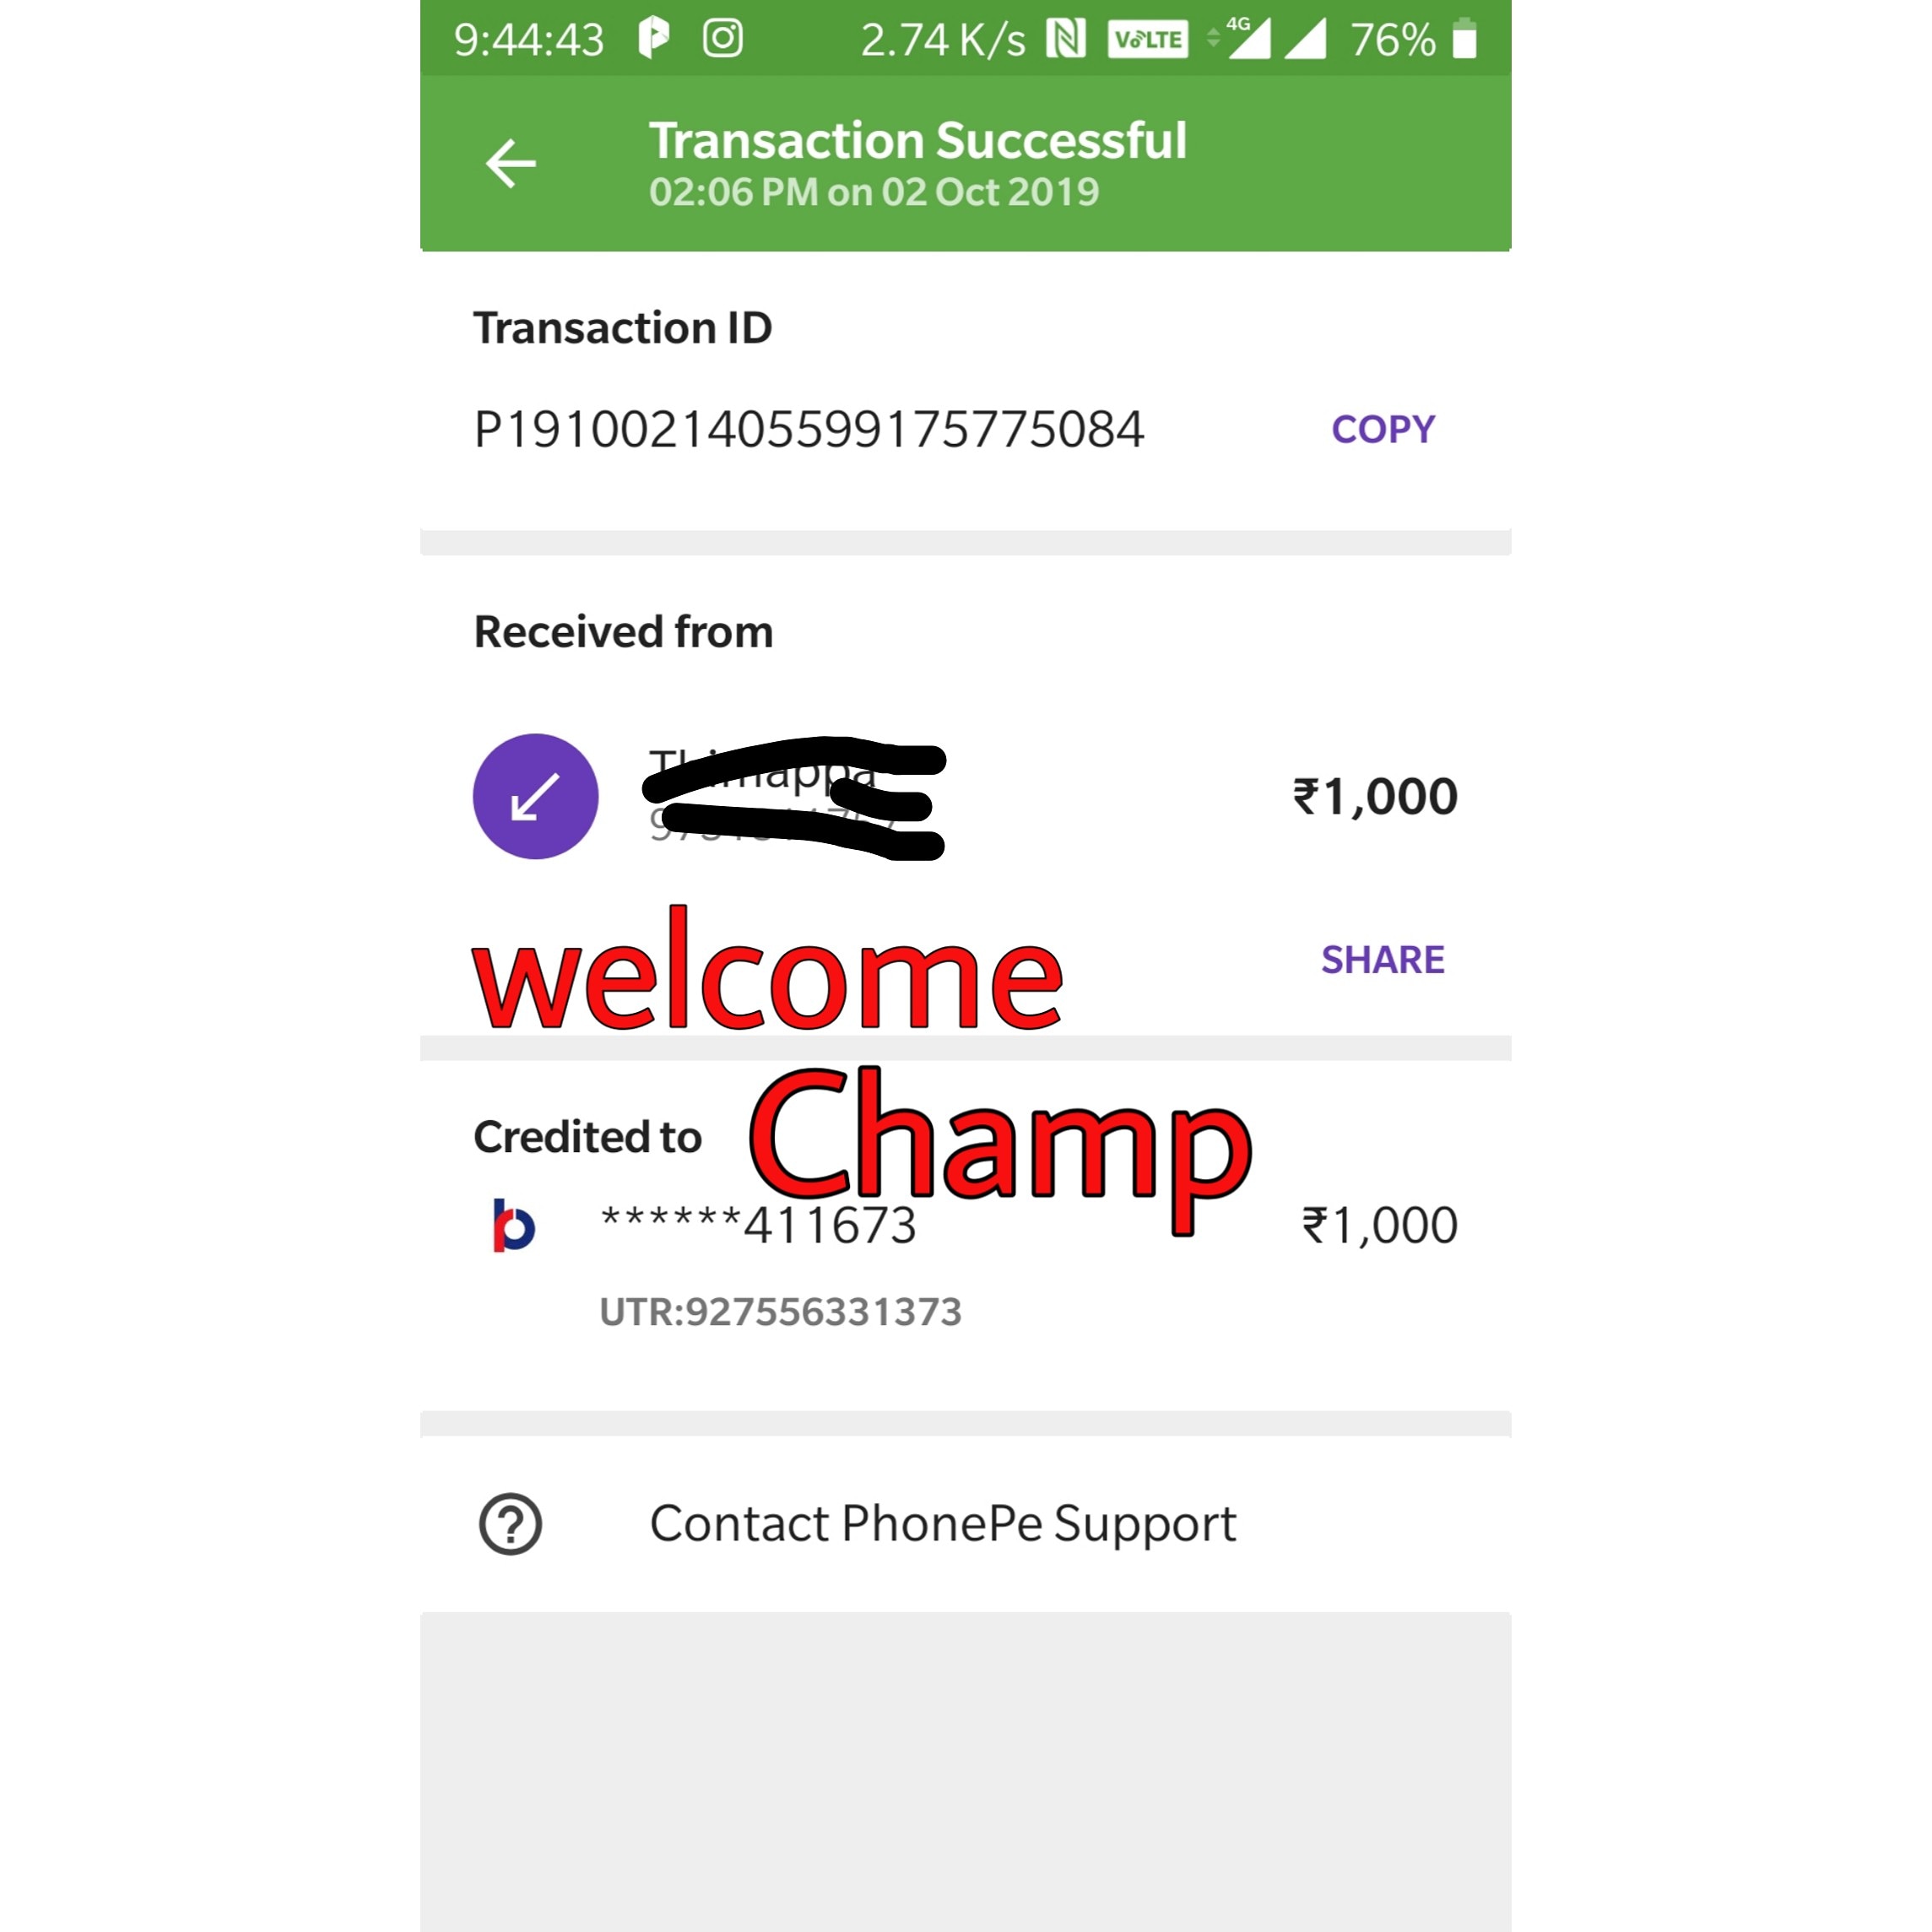 9:44:43 2.74 K/s VoLTE 4G 76%
Transaction Successful
02:06 PM on 02 Oct 2019
Transaction ID
P1910021405599175775084 COPY
Received from
₹1,000
welcome SHARE
Champ
Credited to
******411673 ₹1,000
UTR:927556331373
Contact PhonePe Support